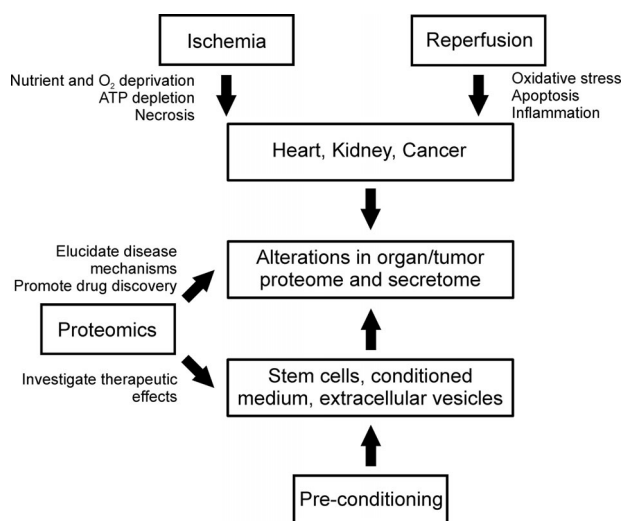 Ischemia
Reperfusion
Nutrient and O₂ deprivation
ATP depletion
Necrosis
Oxidative stress
Apoptosis
Inflammation
Heart, Kidney, Cancer
Elucidate disease
mechanisms
Promote drug discovery
Alterations in organ/tumor
proteome and secretome
Proteomics
Investigate therapeutic
effects
Stem cells, conditioned
medium, extracellular vesicles
Pre-conditioning